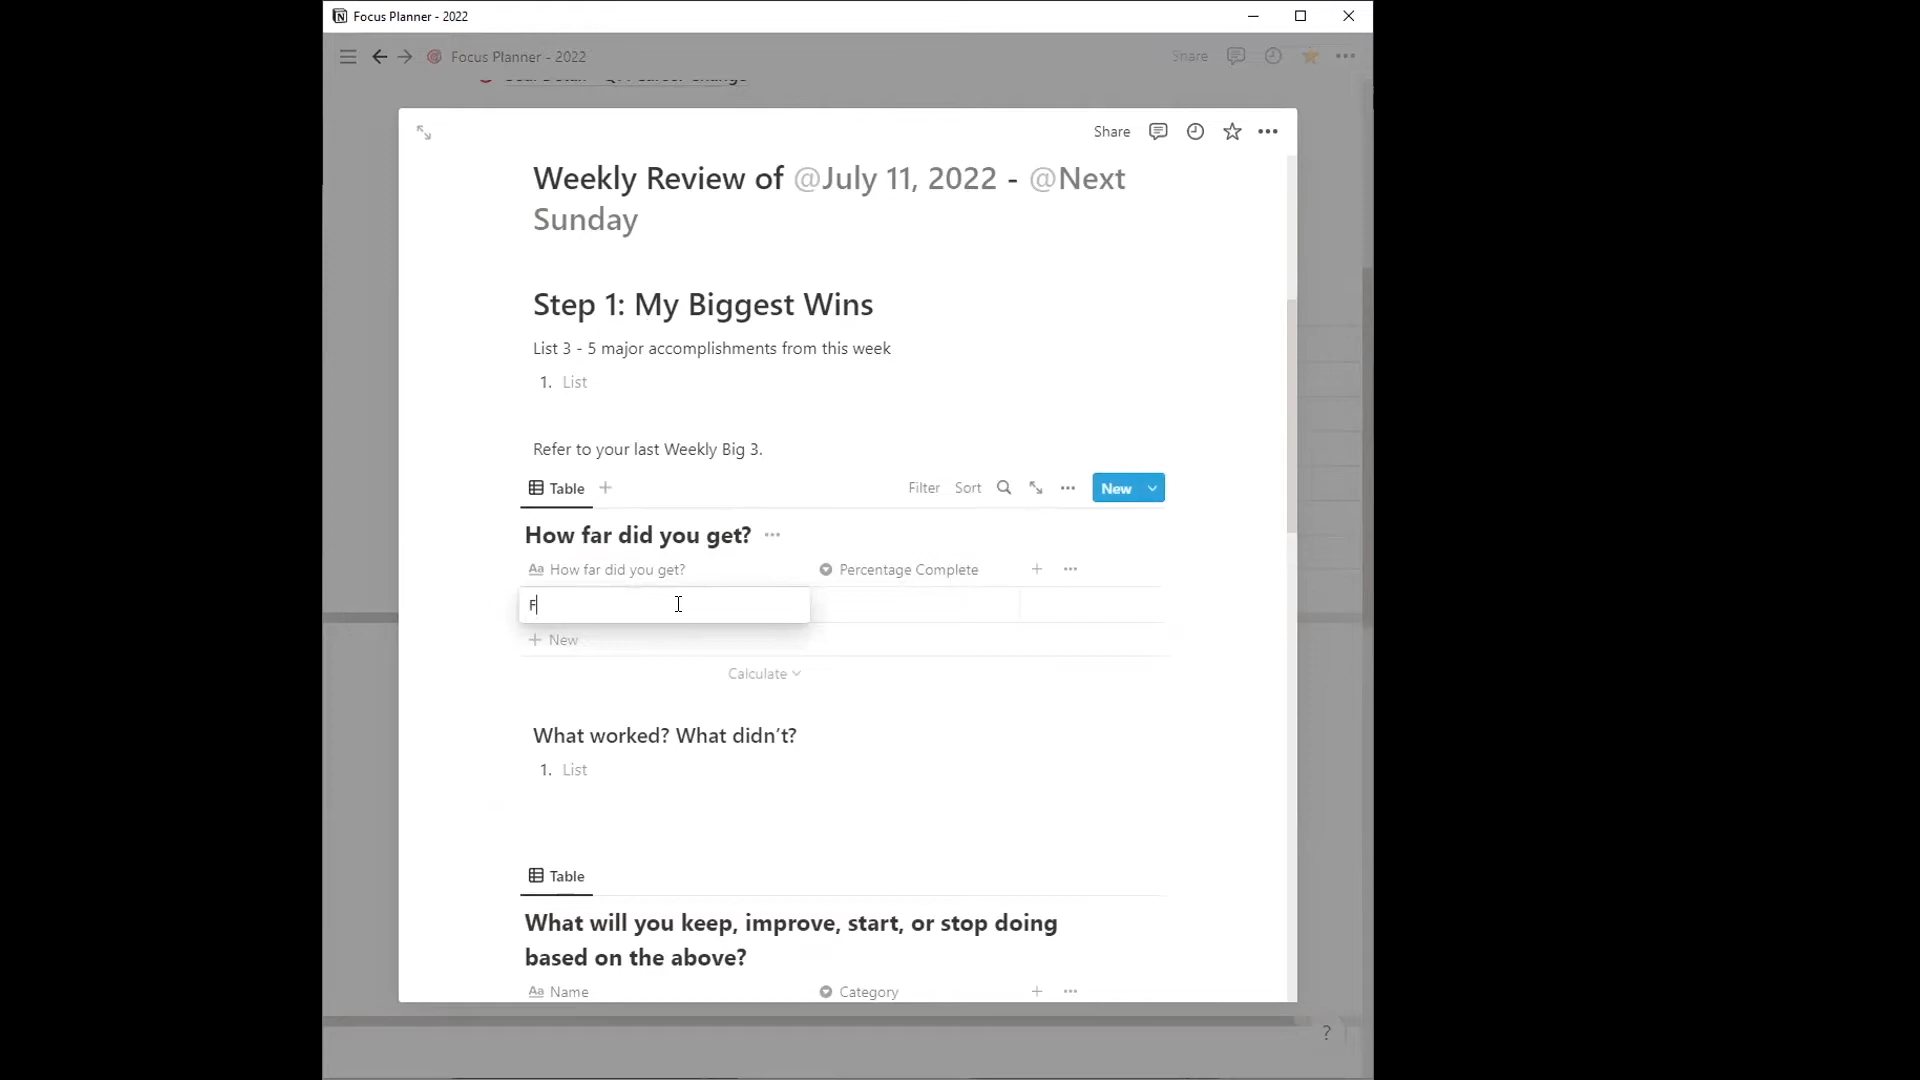 Focus Planner - 2022
Focus Planner - 2022
Share
Share
Weekly Review of @July 11, 2022 - @Next
Sunday
Step 1: My Biggest Wins
List 3 - 5 major accomplishments from this week
1. List
Refer to your last Weekly Big 3.
Table
Filter Sort
New
How far did you get?
Aa How far did you get?
Percentage Complete
F
New
Calculate
What worked? What didn't?
1. List
Table
What will you keep, improve, start, or stop doing
based on the above?
Aa Name
Category
?